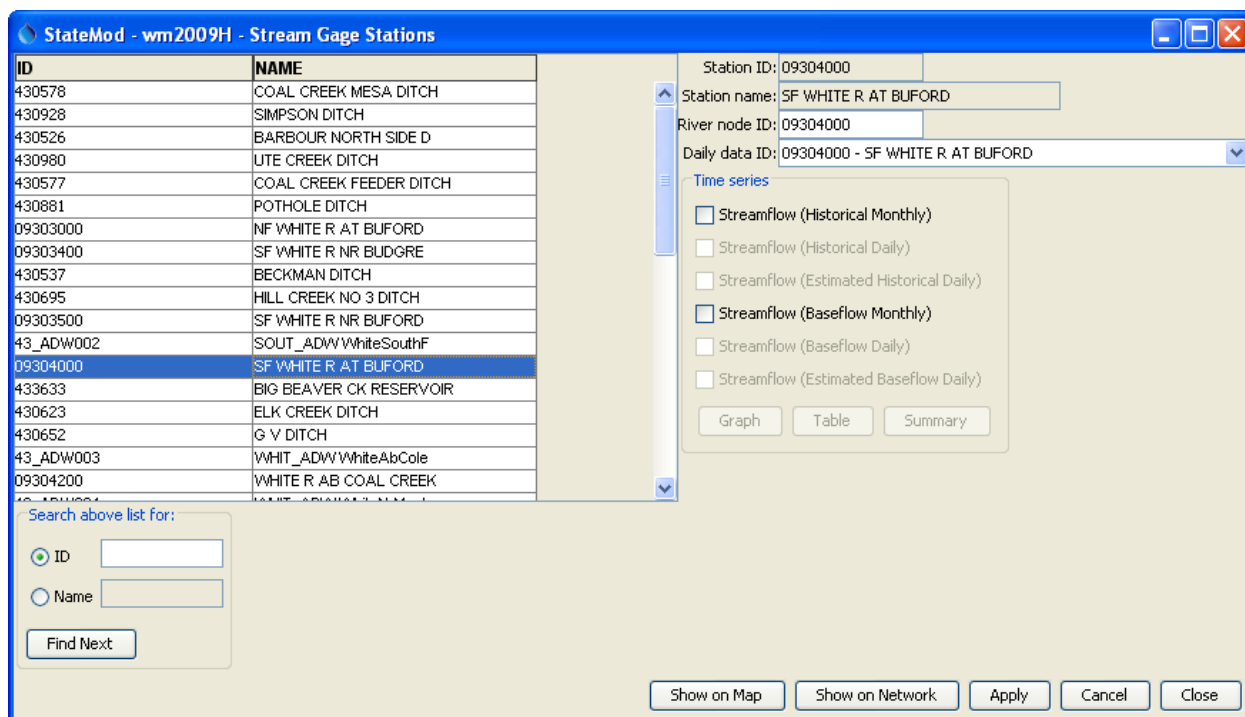 StateMod - wm2009H - Stream Gage Stations
ID NAME
430578 COAL CREEK MESA DITCH
430928 SIMPSON DITCH
430526 BARBOUR NORTH SIDE D
430980 UTE CREEK DITCH
430577 COAL CREEK FEEDER DITCH
430881 POTHOLE DITCH
09303000 NF WHITE R AT BUFORD
09303400 SF WHITE R NR BUDGRE
430537 BECKMAN DITCH
430695 HILL CREEK NO 3 DITCH
09303500 SF WHITE R NR BUFORD
43_ADW002 SOUT_ADW WhiteSouthF
09304000 SF WHITE R AT BUFORD
433633 BIG BEAVER CK RESERVOIR
430623 ELK CREEK DITCH
430652 G V DITCH
43_ADW003 WHIT_ADW WhiteAbCole
09304200 WHITE R AB COAL CREEK
Search above list for:
ID
Name
Find Next
Station ID: 09304000
Station name: SF WHITE R AT BUFORD
River node ID: 09304000
Daily data ID: 09304000 - SF WHITE R AT BUFORD
Time series
Streamflow (Historical Monthly)
Streamflow (Historical Daily)
Streamflow (Estimated Historical Daily)
Streamflow (Baseflow Monthly)
Streamflow (Baseflow Daily)
Streamflow (Estimated Baseflow Daily)
Graph Table Summary
Show on Map Show on Network Apply Cancel Close